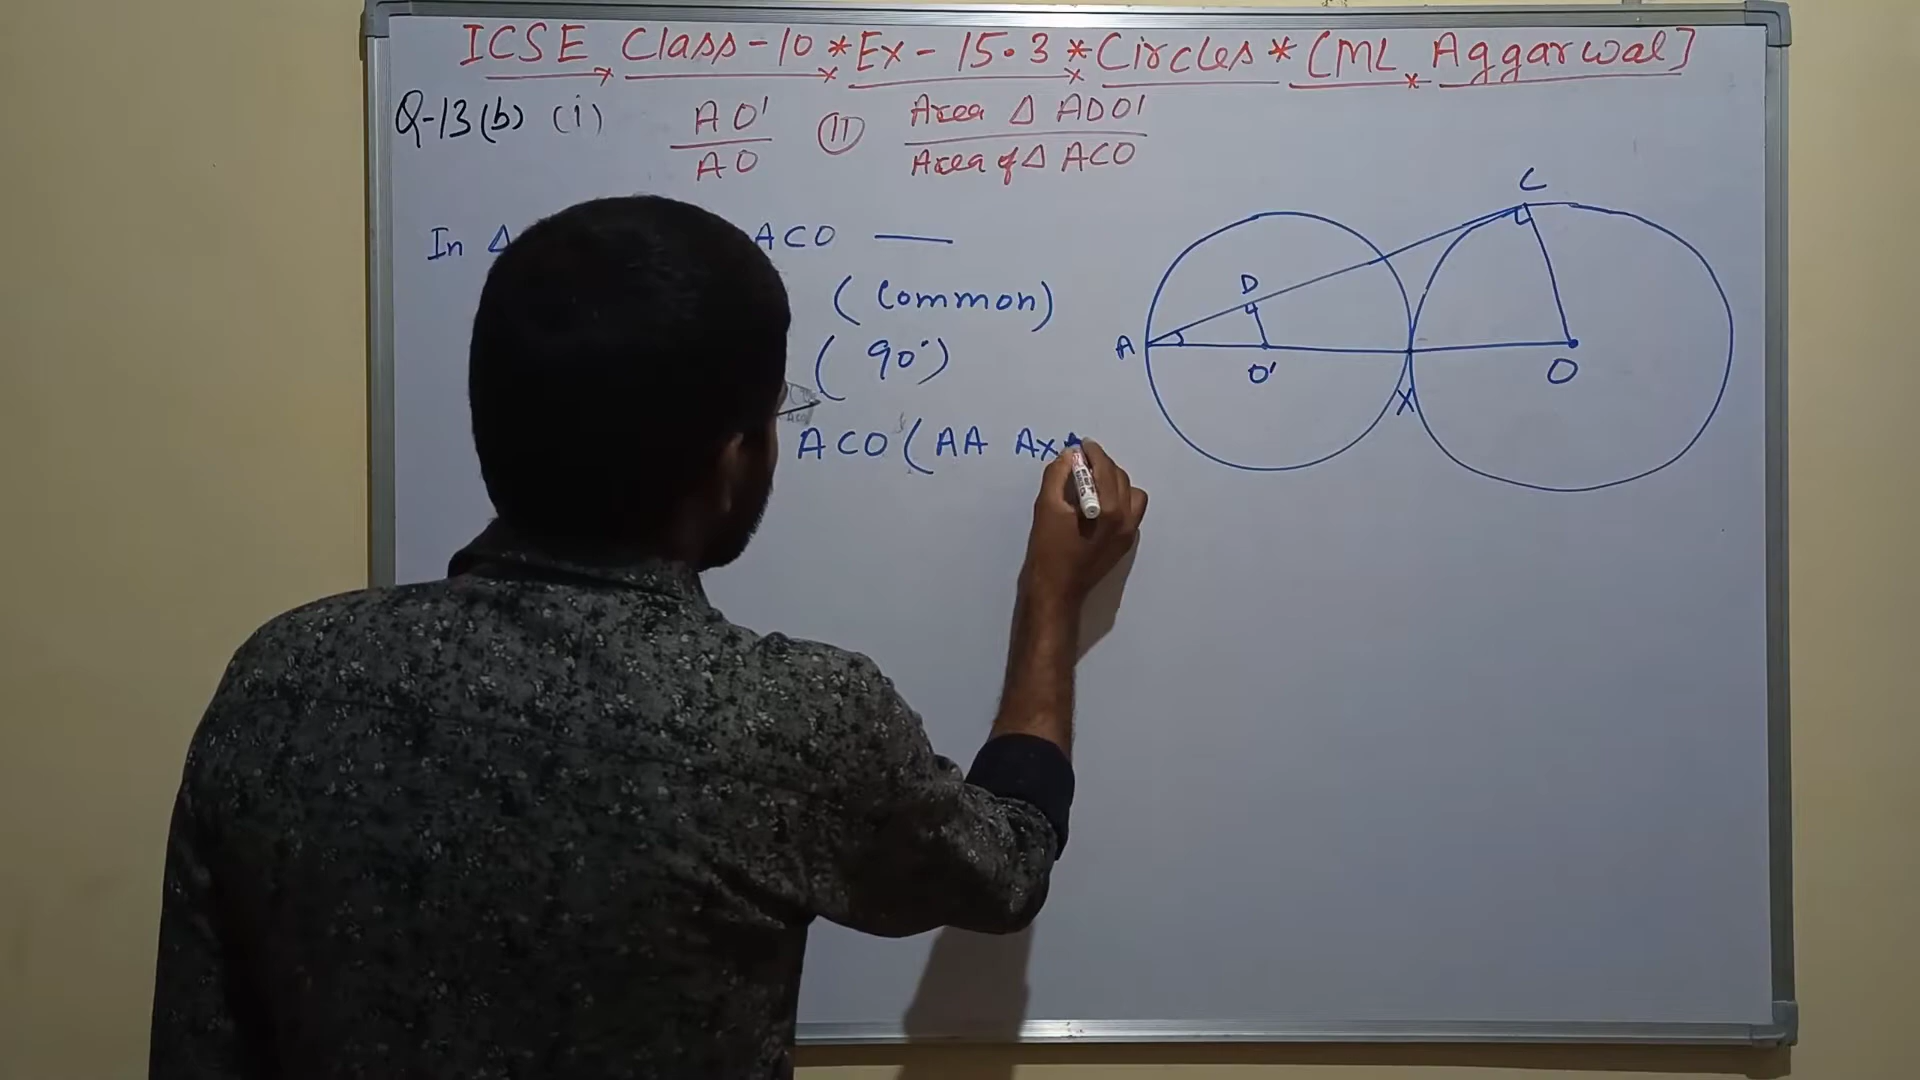 ICSE Class-10 * Ex-15.3 * Circles * [ML Aggarwal]
Q-13(b) (i) AO' / AO (ii) Area Δ ADO' / Area of Δ ACO
In Δ ACO
(Common)
(90°)
ACO (AA
C
D
A
O'
X
O